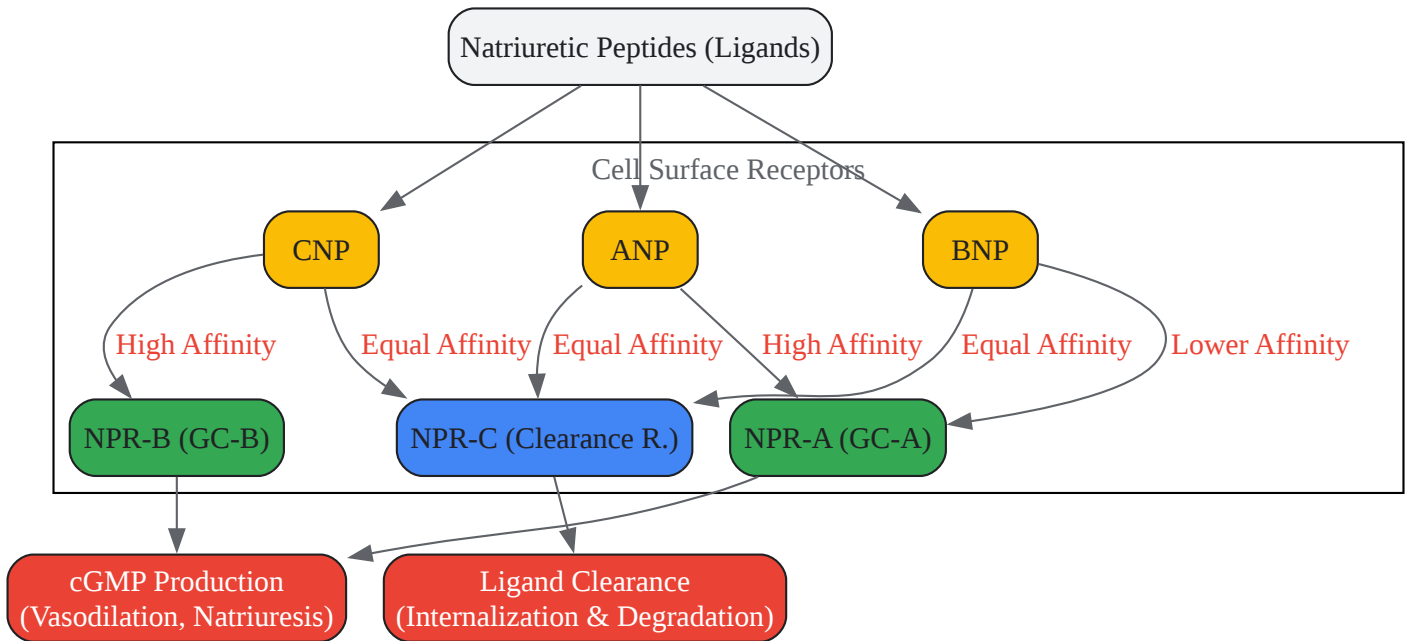 Natriuretic Peptides (Ligands)
Cell Surface Receptors
CNP
ANP
BNP
High Affinity
Equal Affinity
Equal Affinity
High Affinity
Equal Affinity
Lower Affinity
NPR-B (GC-B)
NPR-C (Clearance R.)
NPR-A (GC-A)
cGMP Production
(Vasodilation, Natriuresis)
Ligand Clearance
(Internalization & Degradation)